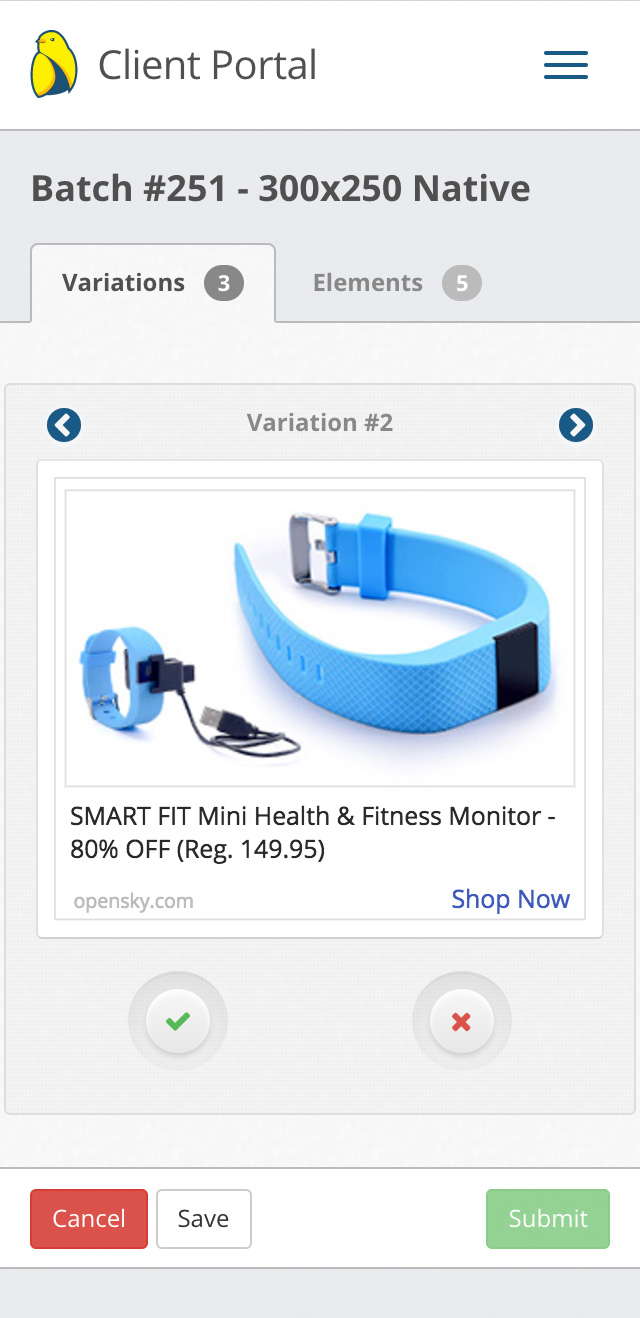 Client Portal
Batch #251 - 300x250 Native
Variations 3 Elements 5
Variation #2
SMART FIT Mini Health & Fitness Monitor -
80% OFF (Reg. 149.95)
opensky.com Shop Now
Cancel Save Submit